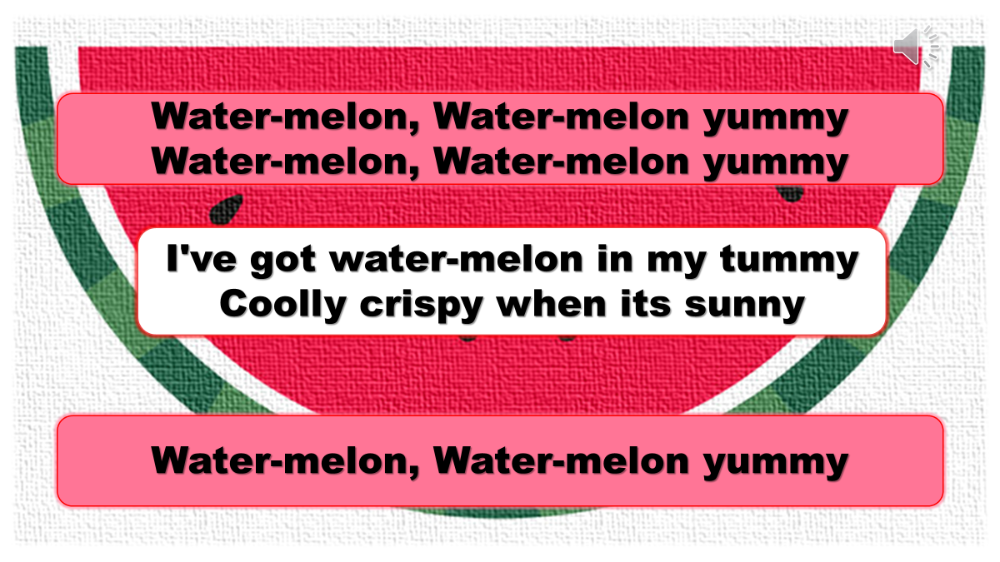 Water-melon, Water-melon yummy
Water-melon, Water-melon yummy
I've got water-melon in my tummy
Coolly crispy when its sunny
Water-melon, Water-melon yummy